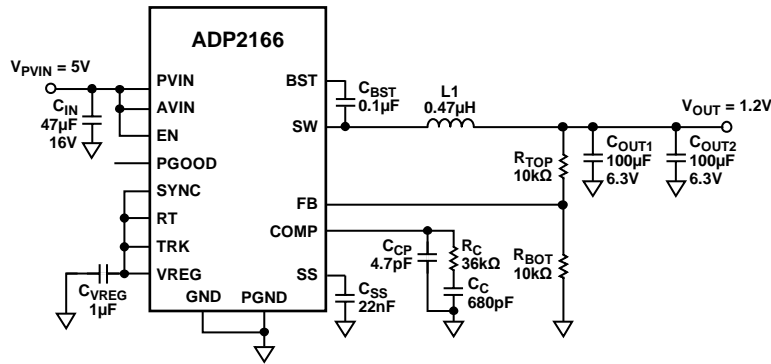 ADP2166
V_PVIN = 5V
PVIN
AVIN
EN
PGOOD
SYNC
RT
TRK
VREG
GND
PGND
BST
SW
FB
COMP
SS
C_IN
47µF
16V
C_VREG
1µF
C_BST
0.1µF
L1
0.47µH
V_OUT = 1.2V
R_TOP
10kΩ
C_OUT1
100µF
6.3V
C_OUT2
100µF
6.3V
C_CP
4.7pF
R_C
36kΩ
C_C
680pF
R_BOT
10kΩ
C_SS
22nF